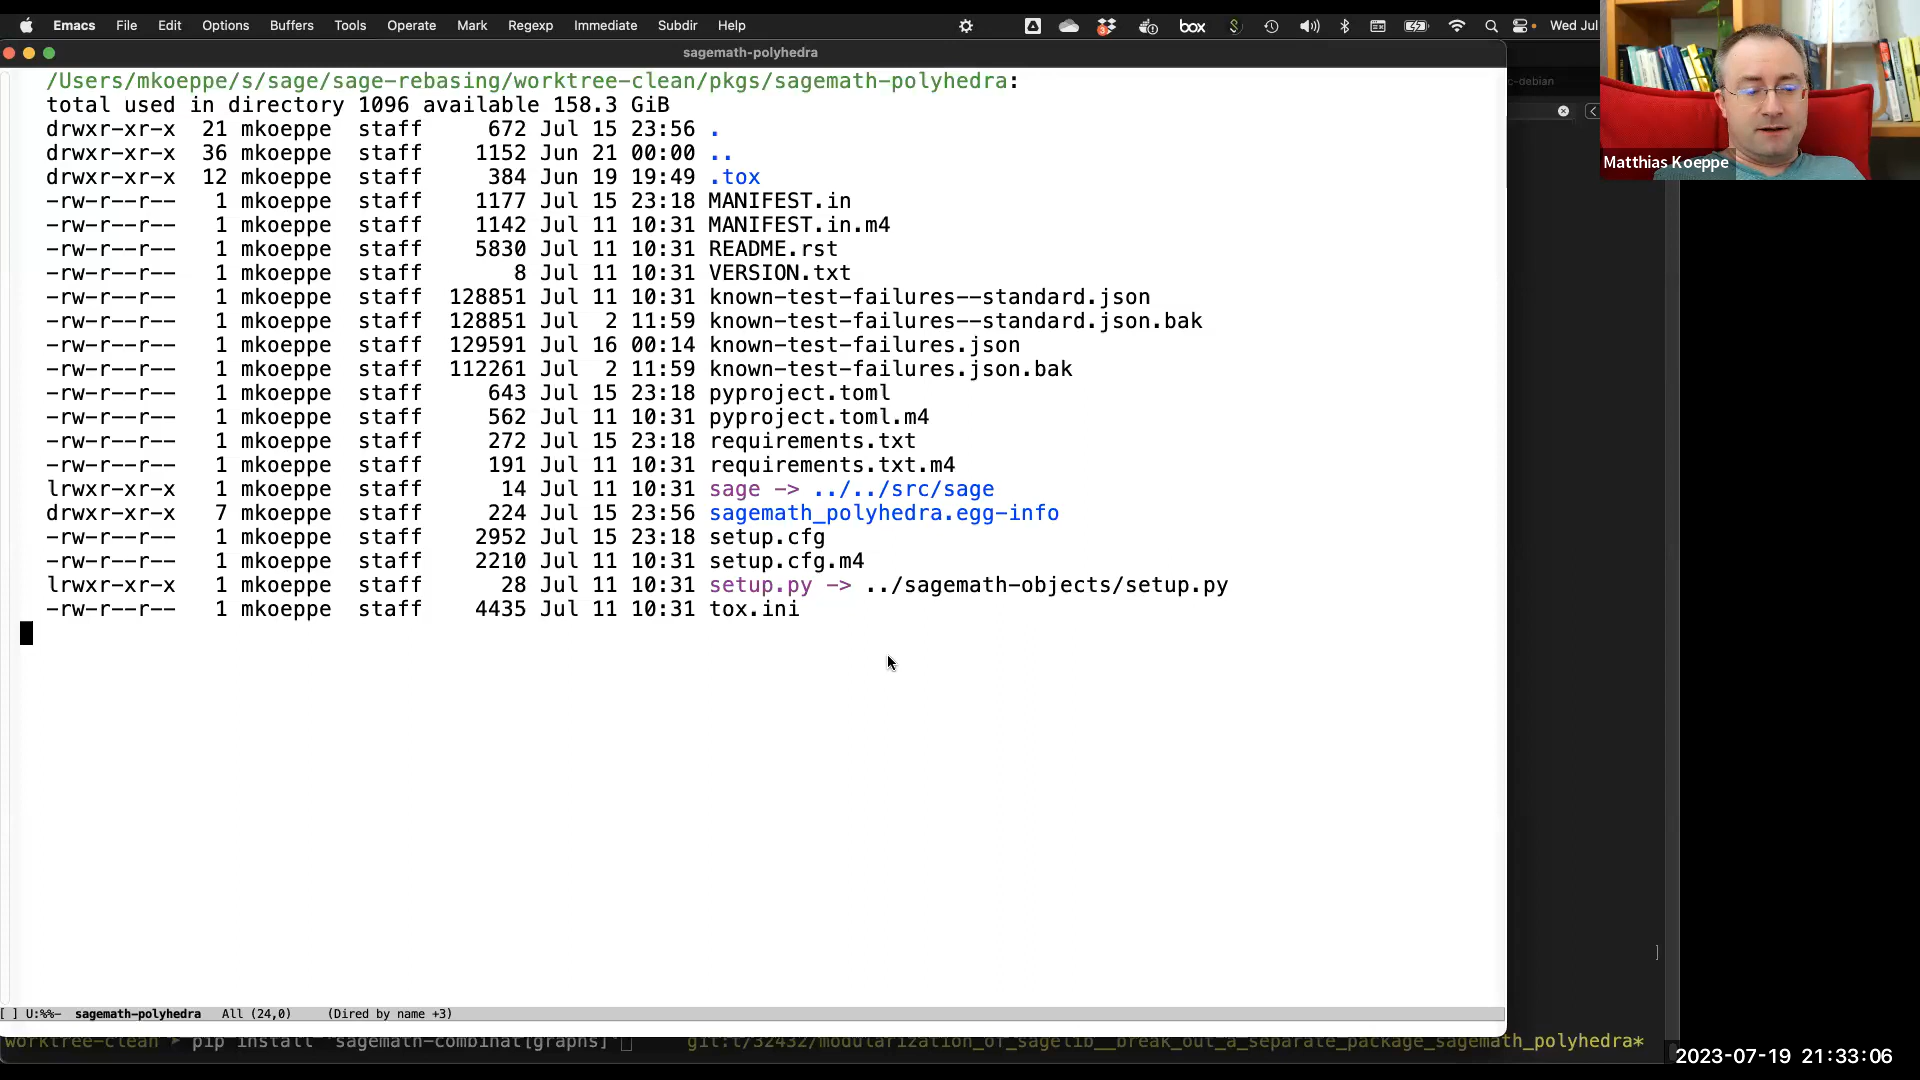 Emacs File Edit Options Buffers Tools Operate Mark Regexp Immediate Subdir Help
box
Wed Jul
sagemath-polyhedra
/Users/mkoeppe/s/sage/sage-rebasing/worktree-clean/pkgs/sagemath-polyhedra:
total used in directory 1096 available 158.3 GiB
drwxr-xr-x 21 mkoeppe staff 672 Jul 15 23:56 .
drwxr-xr-x 36 mkoeppe staff 1152 Jun 21 00:00 ..
drwxr-xr-x 12 mkoeppe staff 384 Jun 19 19:49 .tox
-rw-r--r-- 1 mkoeppe staff 1177 Jul 15 23:18 MANIFEST.in
-rw-r--r-- 1 mkoeppe staff 1142 Jul 11 10:31 MANIFEST.in.m4
-rw-r--r-- 1 mkoeppe staff 5830 Jul 11 10:31 README.rst
-rw-r--r-- 1 mkoeppe staff 8 Jul 11 10:31 VERSION.txt
-rw-r--r-- 1 mkoeppe staff 128851 Jul 11 10:31 known-test-failures--standard.json
-rw-r--r-- 1 mkoeppe staff 128851 Jul 2 11:59 known-test-failures--standard.json.bak
-rw-r--r-- 1 mkoeppe staff 129591 Jul 16 00:14 known-test-failures.json
-rw-r--r-- 1 mkoeppe staff 112261 Jul 2 11:59 known-test-failures.json.bak
-rw-r--r-- 1 mkoeppe staff 643 Jul 15 23:18 pyproject.toml
-rw-r--r-- 1 mkoeppe staff 562 Jul 11 10:31 pyproject.toml.m4
-rw-r--r-- 1 mkoeppe staff 272 Jul 15 23:18 requirements.txt
-rw-r--r-- 1 mkoeppe staff 191 Jul 11 10:31 requirements.txt.m4
lrwxr-xr-x 1 mkoeppe staff 14 Jul 11 10:31 sage -> ../../src/sage
drwxr-xr-x 7 mkoeppe staff 224 Jul 15 23:56 sagemath_polyhedra.egg-info
-rw-r--r-- 1 mkoeppe staff 2952 Jul 15 23:18 setup.cfg
-rw-r--r-- 1 mkoeppe staff 2210 Jul 11 10:31 setup.cfg.m4
lrwxr-xr-x 1 mkoeppe staff 28 Jul 11 10:31 setup.py -> ../sagemath-objects/setup.py
-rw-r--r-- 1 mkoeppe staff 4435 Jul 11 10:31 tox.ini
Matthias Koeppe
c-debian
[ ] U:%%- sagemath-polyhedra All (24,0) (Dired by name +3)
worktree-clean ▸ pip install "sagemath-combinat[graphs]" git:t/32432/modularization_of_sagelib__break_out_a_separate_package_sagemath_polyhedra*
2023-07-19 21:33:06